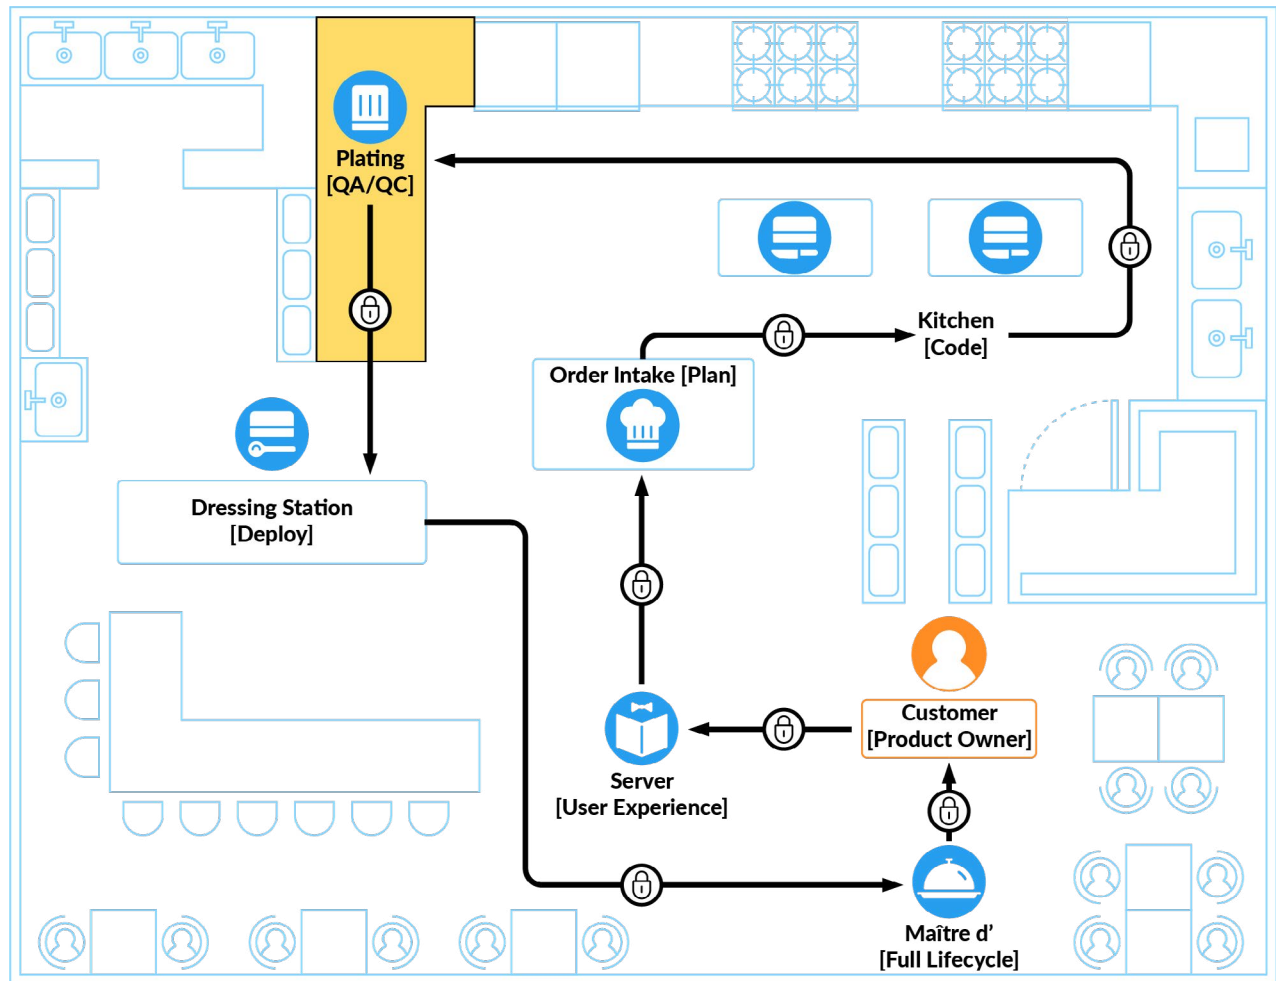 Plating
[QA/QC]
Kitchen
[Code]
Order Intake [Plan]
Dressing Station
[Deploy]
Customer
[Product Owner]
Server
[User Experience]
Maître d’
[Full Lifecycle]